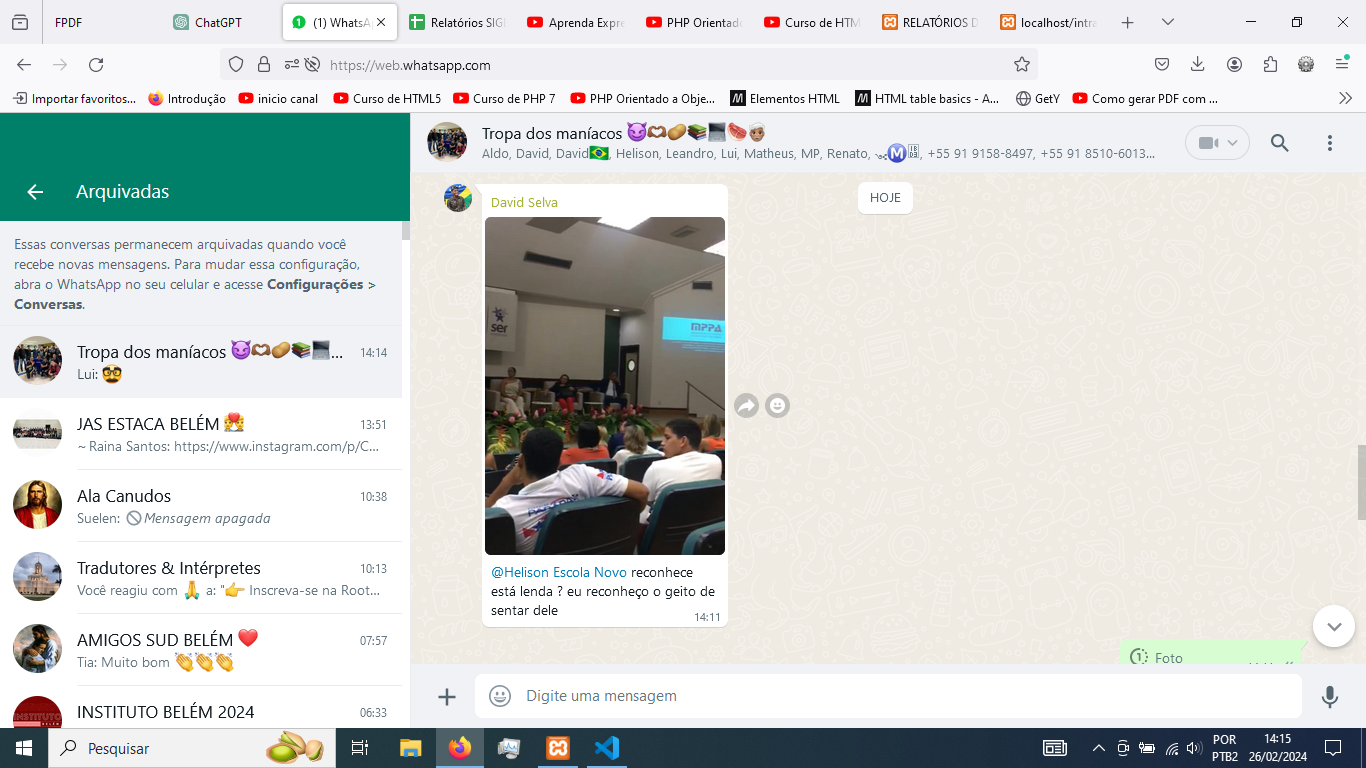 FPDF
ChatGPT
(1) WhatsA
Relatórios SIG
Aprenda Expre
PHP Orientado
Curso de HTM
RELATÓRIOS D
localhost/intra
https://web.whatsapp.com
Importar favoritos...
Introdução
inicio canal
Curso de HTML5
Curso de PHP 7
PHP Orientado a Obje...
Elementos HTML
HTML table basics - A...
GetY
Como gerar PDF com ...
Arquivadas
Essas conversas permanecem arquivadas quando você
recebe novas mensagens. Para mudar essa configuração,
abra o WhatsApp no seu celular e acesse Configurações >
Conversas.
Tropa dos maníacos 😈🫶🏾🥔📚💻... 14:14
Lui: 🥸
JAS ESTACA BELÉM 13:51
~ Raina Santos: https://www.instagram.com/p/C...
Ala Canudos 10:38
Suelen: Mensagem apagada
Tradutores & Intérpretes 10:13
Você reagiu com 🙏 a: "👉 Inscreva-se na Root...
AMIGOS SUD BELÉM ❤️ 07:57
Tia: Muito bom 👏👏👏
INSTITUTO BELÉM 2024 06:33
INSTITUTO
Tropa dos maníacos 😈🫶🏾🥔📚💻🥩
Aldo, David, David🇧🇷, Helison, Leandro, Lui, Matheus, MP, Renato, Ⓜ️, +55 91 9158-8497, +55 91 8510-6013...
HOJE
David Selva
ser
MPPA
@Helison Escola Novo reconhece
está lenda ? eu reconheço o geito de
sentar dele
14:11
Foto
Digite uma mensagem
Pesquisar
POR
PTB2
14:15
26/02/2024